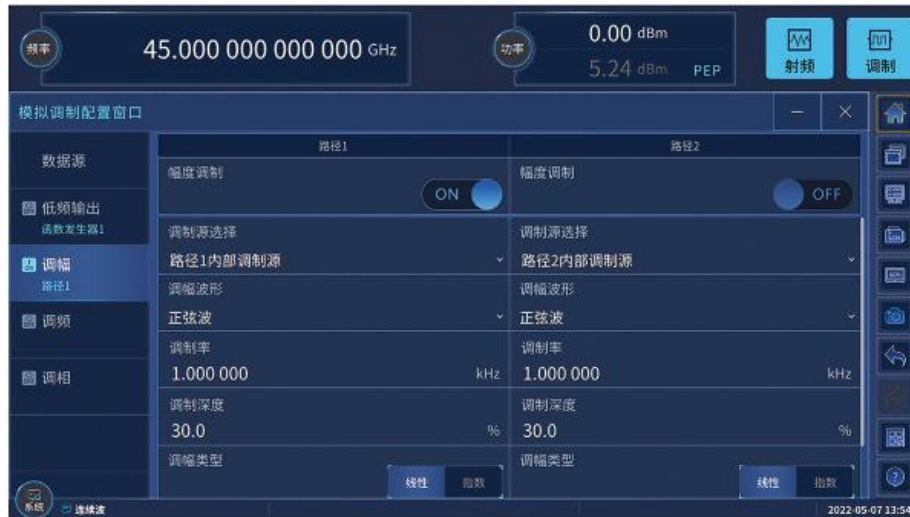 频率
45.000 000 000 000 GHz
功率
0.00 dBm
5.24 dBm PEP
射频
调制
模拟调制配置窗口
数据源
低频输出
函数发生器1
调幅
路径1
调频
调相
路径1
路径2
幅度调制
ON
幅度调制
OFF
调制源选择
路径1内部调制源
调制源选择
路径2内部调制源
调幅波形
正弦波
调幅波形
正弦波
调制率
1.000 000 kHz
调制率
1.000 000 kHz
调制深度
30.0 %
调制深度
30.0 %
调幅类型
线性 指数
调幅类型
线性 指数
系统
连续波
2022-05-07 13:54